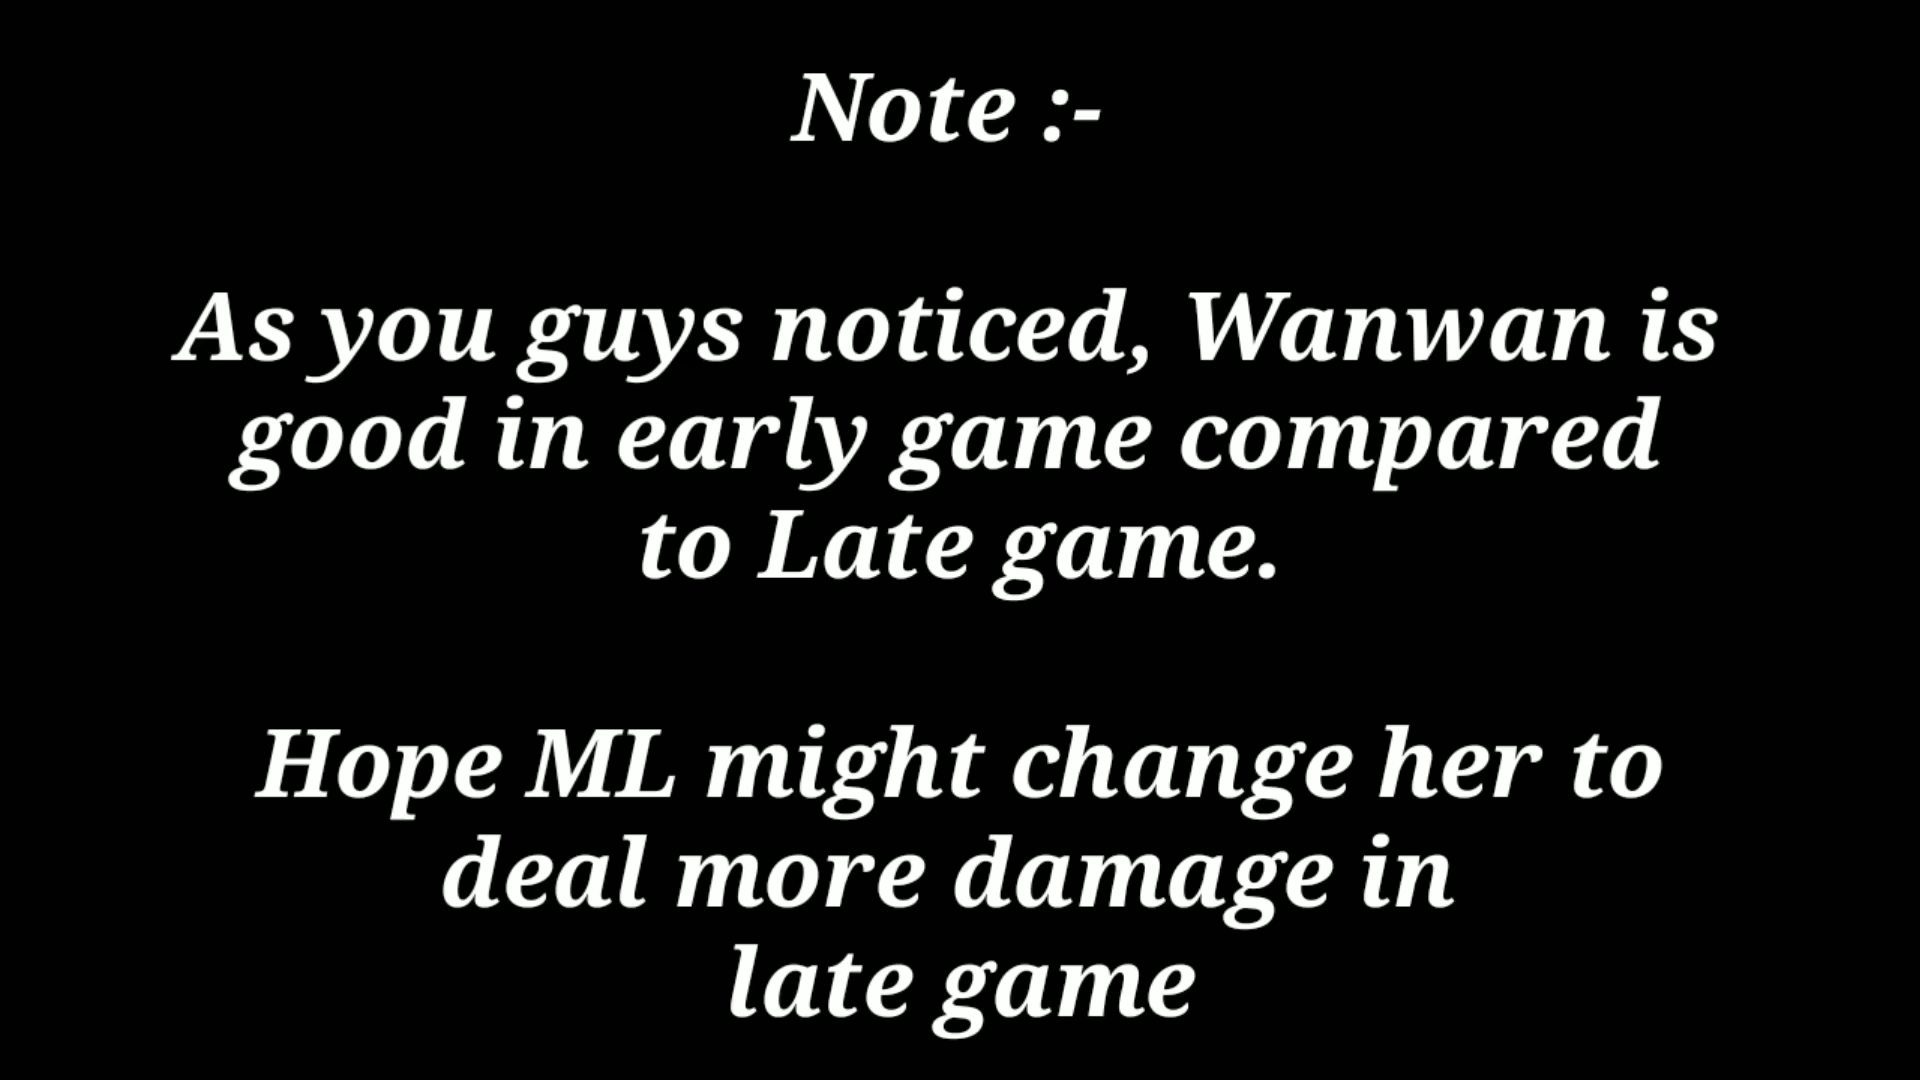 Note :-
As you guys noticed, Wanwan is
good in early game compared
to Late game.
Hope ML might change her to
deal more damage in
late game